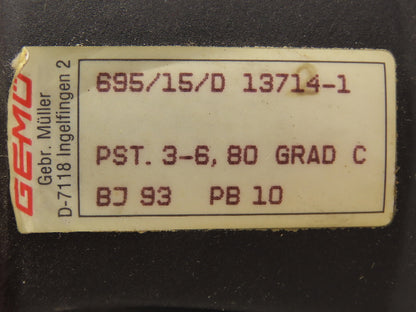 GEMÜ
Gebr. Müller
D-7118 Ingelfingen 2
695/15/D 13714-1
PST. 3-6, 80 GRAD C
BJ 93 PB 10